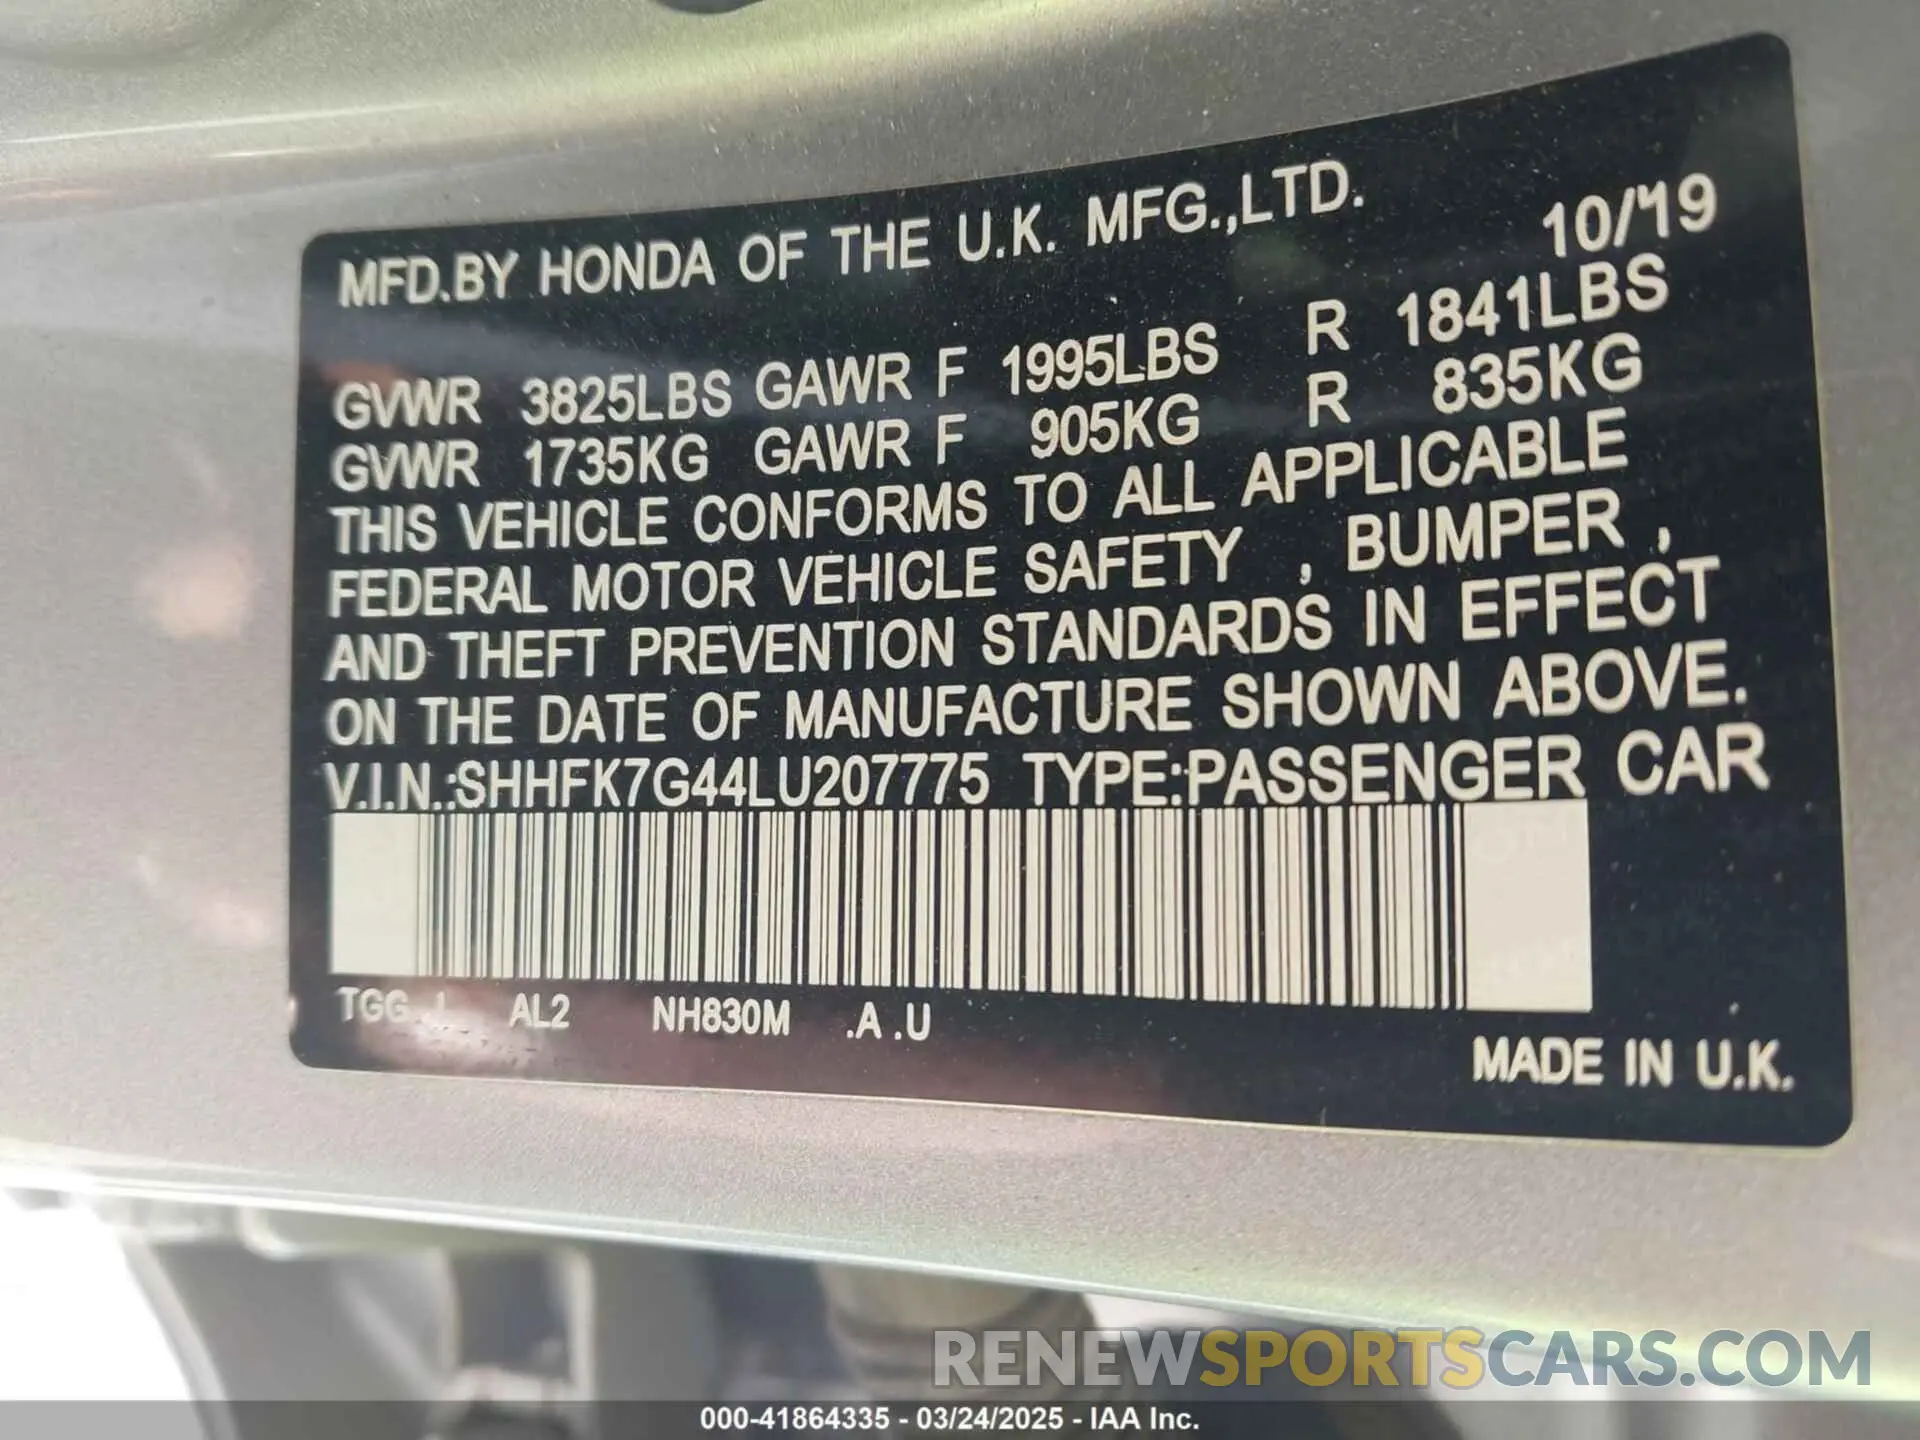 MFD.BY HONDA OF THE U.K. MFG.,LTD. 10/19
GVWR 3825LBS GAWR F 1995LBS R 1841LBS
GVWR 1735KG GAWR F 905KG R 835KG
THIS VEHICLE CONFORMS TO ALL APPLICABLE
FEDERAL MOTOR VEHICLE SAFETY , BUMPER ,
AND THEFT PREVENTION STANDARDS IN EFFECT
ON THE DATE OF MANUFACTURE SHOWN ABOVE.
V.I.N.:SHHFK7G44LU207775 TYPE:PASSENGER CAR
TGG AL2 NH830M .A .U
MADE IN U.K.
RENEWSPORTSCARS.COM
000-41864335 - 03/24/2025 - IAA Inc.